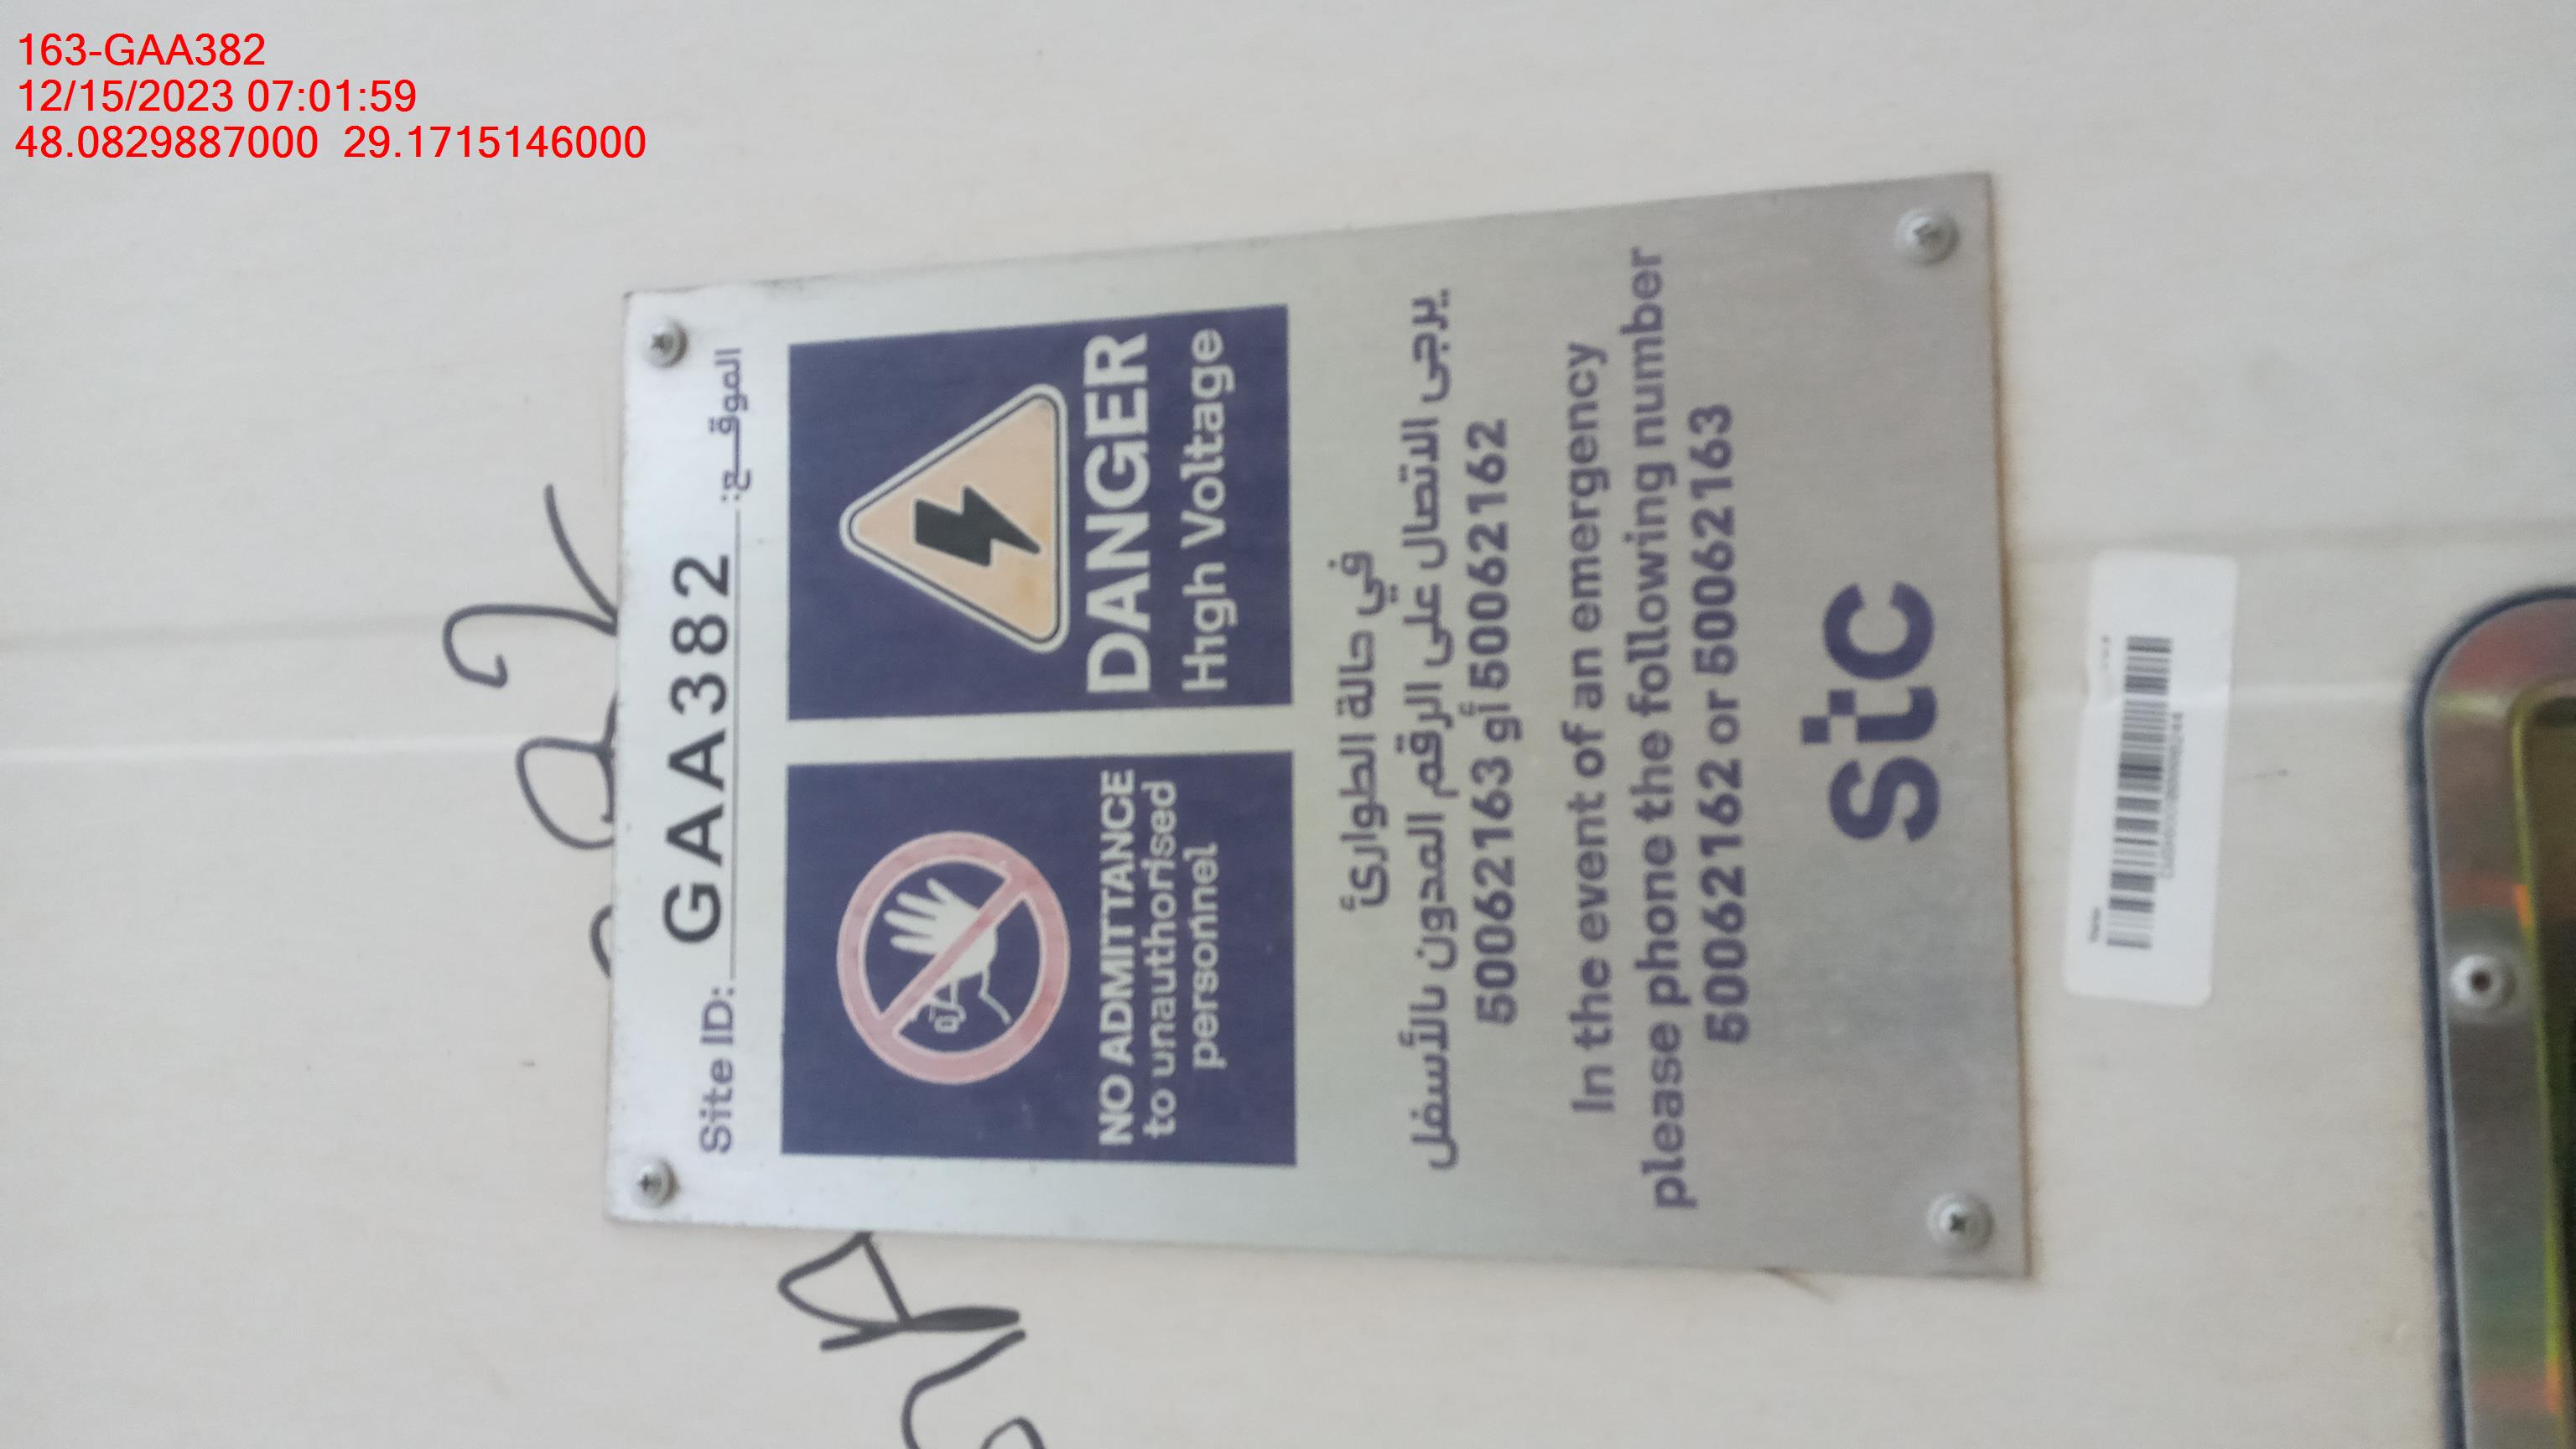 163-GAA382
12/15/2023 07:01:59
48.0829887000 29.1715146000
Site ID: GAA382 الموقع:
NO ADMITTANCE
to unauthorised
personnel
DANGER
High Voltage
في حالة الطوارئ
يرجى الاتصال على الرقم المدون بالأسفل
50062162 أو 50062163
In the event of an emergency
please phone the following number
50062162 or 50062163
stc